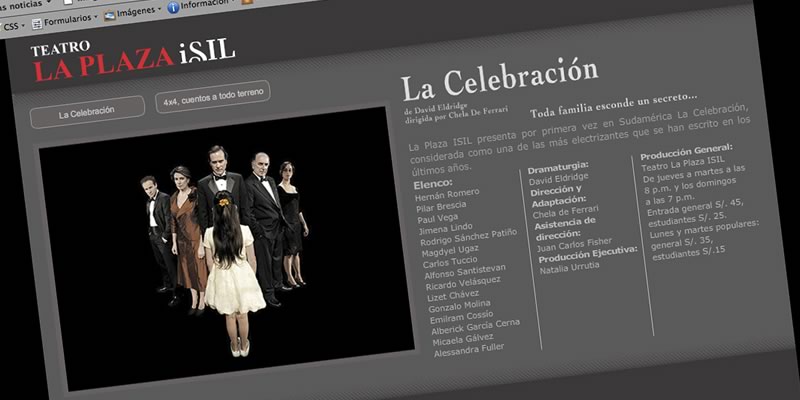 as noticias
CSS
Formularios
Imágenes
Información
TEATRO
LA PLAZA iSIL
La Celebración
4x4, cuentos a todo terreno
La Celebración
de David Eldridge
dirigida por Chela De Ferrari
Toda familia esconde un secreto...
La Plaza ISIL presenta por primera vez en Sudamérica La Celebración,
considerada como una de las más electrizantes que se han escrito en los
últimos años.
Elenco:
Hernán Romero
Pilar Brescia
Paul Vega
Jimena Lindo
Rodrigo Sánchez Patiño
Magdyel Ugaz
Carlos Tuccio
Alfonso Santistevan
Ricardo Velásquez
Lizet Chávez
Gonzalo Molina
Emilram Cossío
Alberick García Cerna
Micaela Gálvez
Alessandra Fuller
Dramaturgia:
David Eldridge
Dirección y
Adaptación:
Chela de Ferrari
Asistencia de
dirección:
Juan Carlos Fisher
Producción Ejecutiva:
Natalia Urrutia
Producción General:
Teatro La Plaza ISIL
De jueves a martes a las
8 p.m. y los domingos
a las 7 p.m.
Entrada general S/. 45,
estudiantes S/. 25.
Lunes y martes populares:
general S/. 35,
estudiantes S/.15